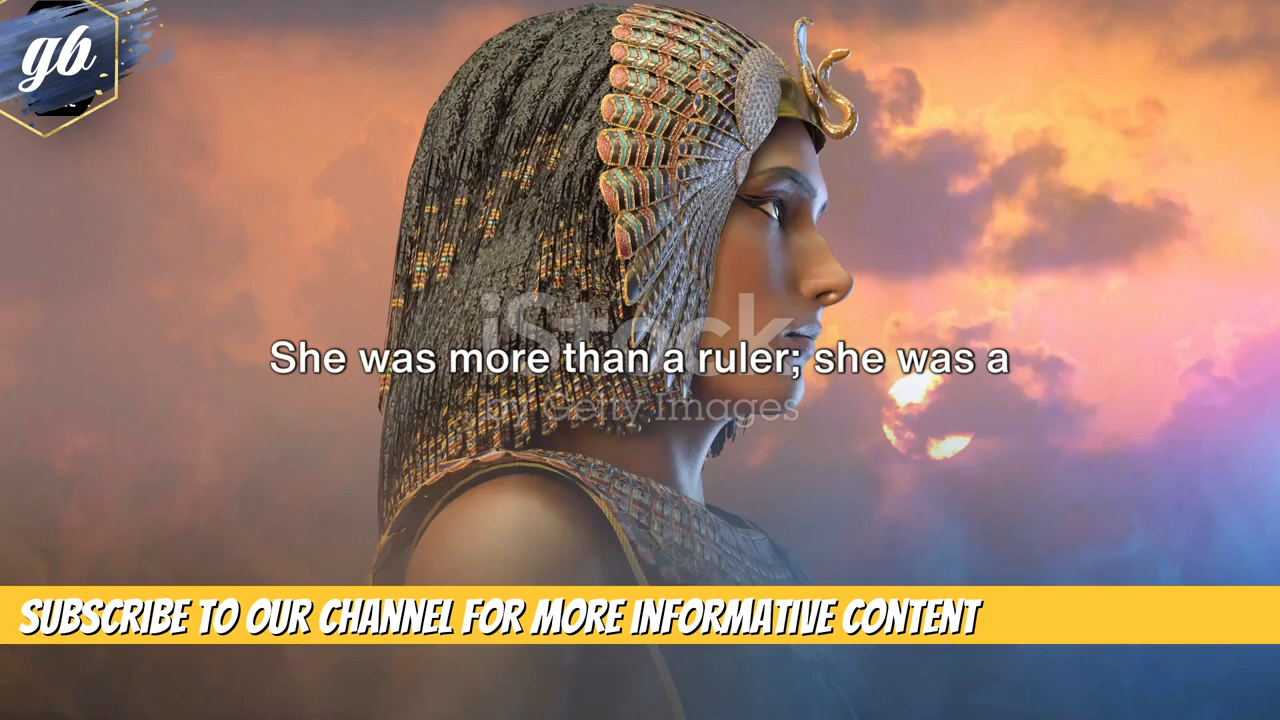 gb
She was more than a ruler; she was a
iStock
by Getty Images
SUBSCRIBE TO OUR CHANNEL FOR MORE INFORMATIVE CONTENT